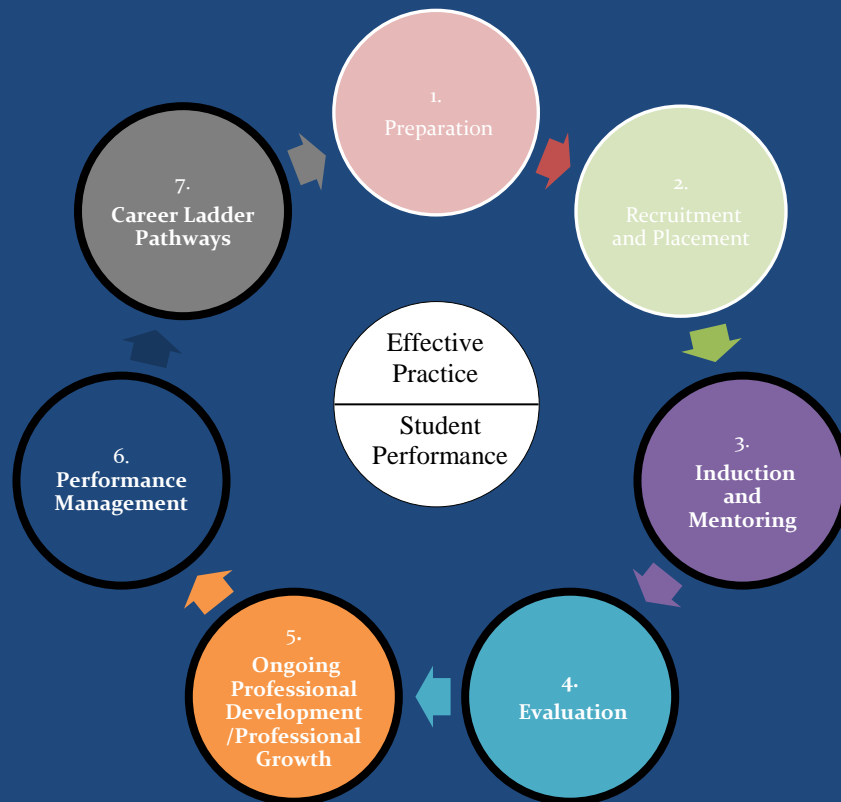 1.
Preparation
2.
Recruitment
and Placement
3.
Induction
and
Mentoring
4.
Evaluation
5.
Ongoing
Professional
Development
/Professional
Growth
6.
Performance
Management
7.
Career Ladder
Pathways
Effective
Practice
Student
Performance